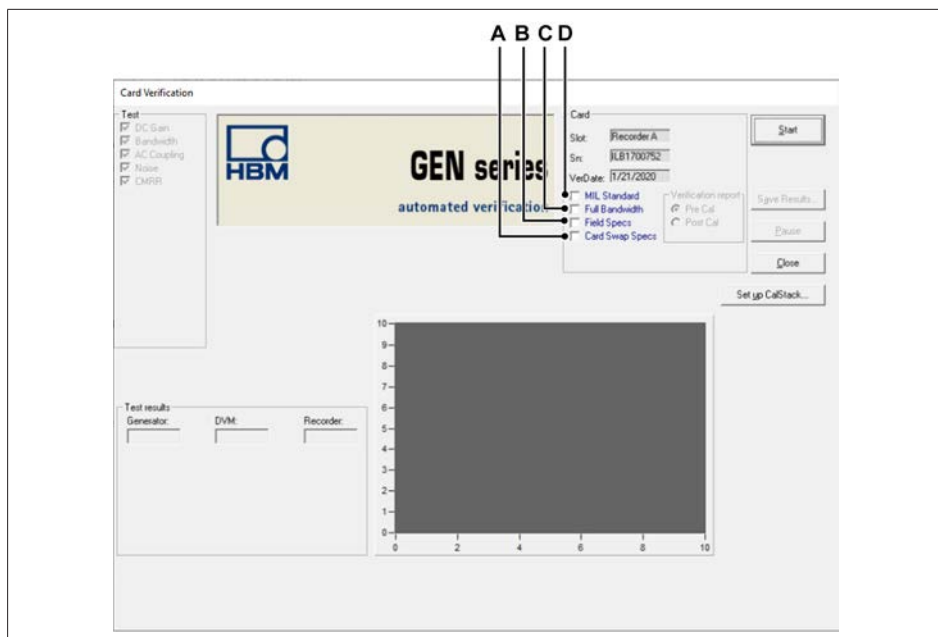 A B C D
Card Verification
Test
DC Gain
Bandwidth
AC Coupling
Noise
CMRR
HBM
GEN series
automated verification
Card
Slot: Recorder A
Sn: ILB1700752
VerDate: 1/21/2020
MIL Standard
Full Bandwidth
Field Specs
Card Swap Specs
Verification report
Pre Cal
Post Cal
Start
Save Results...
Pause
Close
Set up CalStack...
Test results
Generator: DVM: Recorder:
10
9
8
7
6
5
4
3
2
1
0
0 2 4 6 8 10